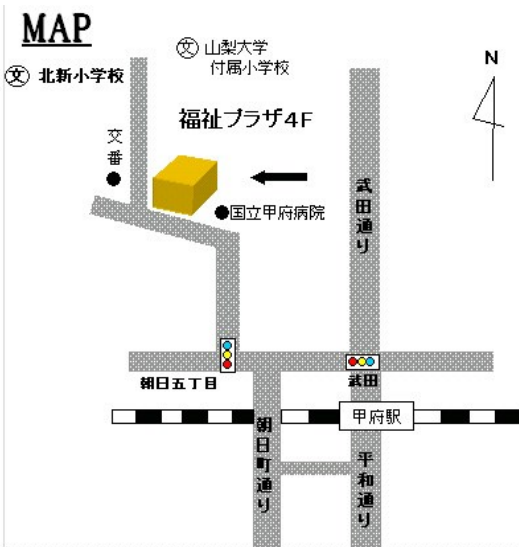 MAP
文 山梨大学
付属小学校
文 北新小学校
N
福祉プラザ4F
交番
国立甲府病院
武田通り
朝日五丁目
武田
甲府駅
朝日町通り
平和通り